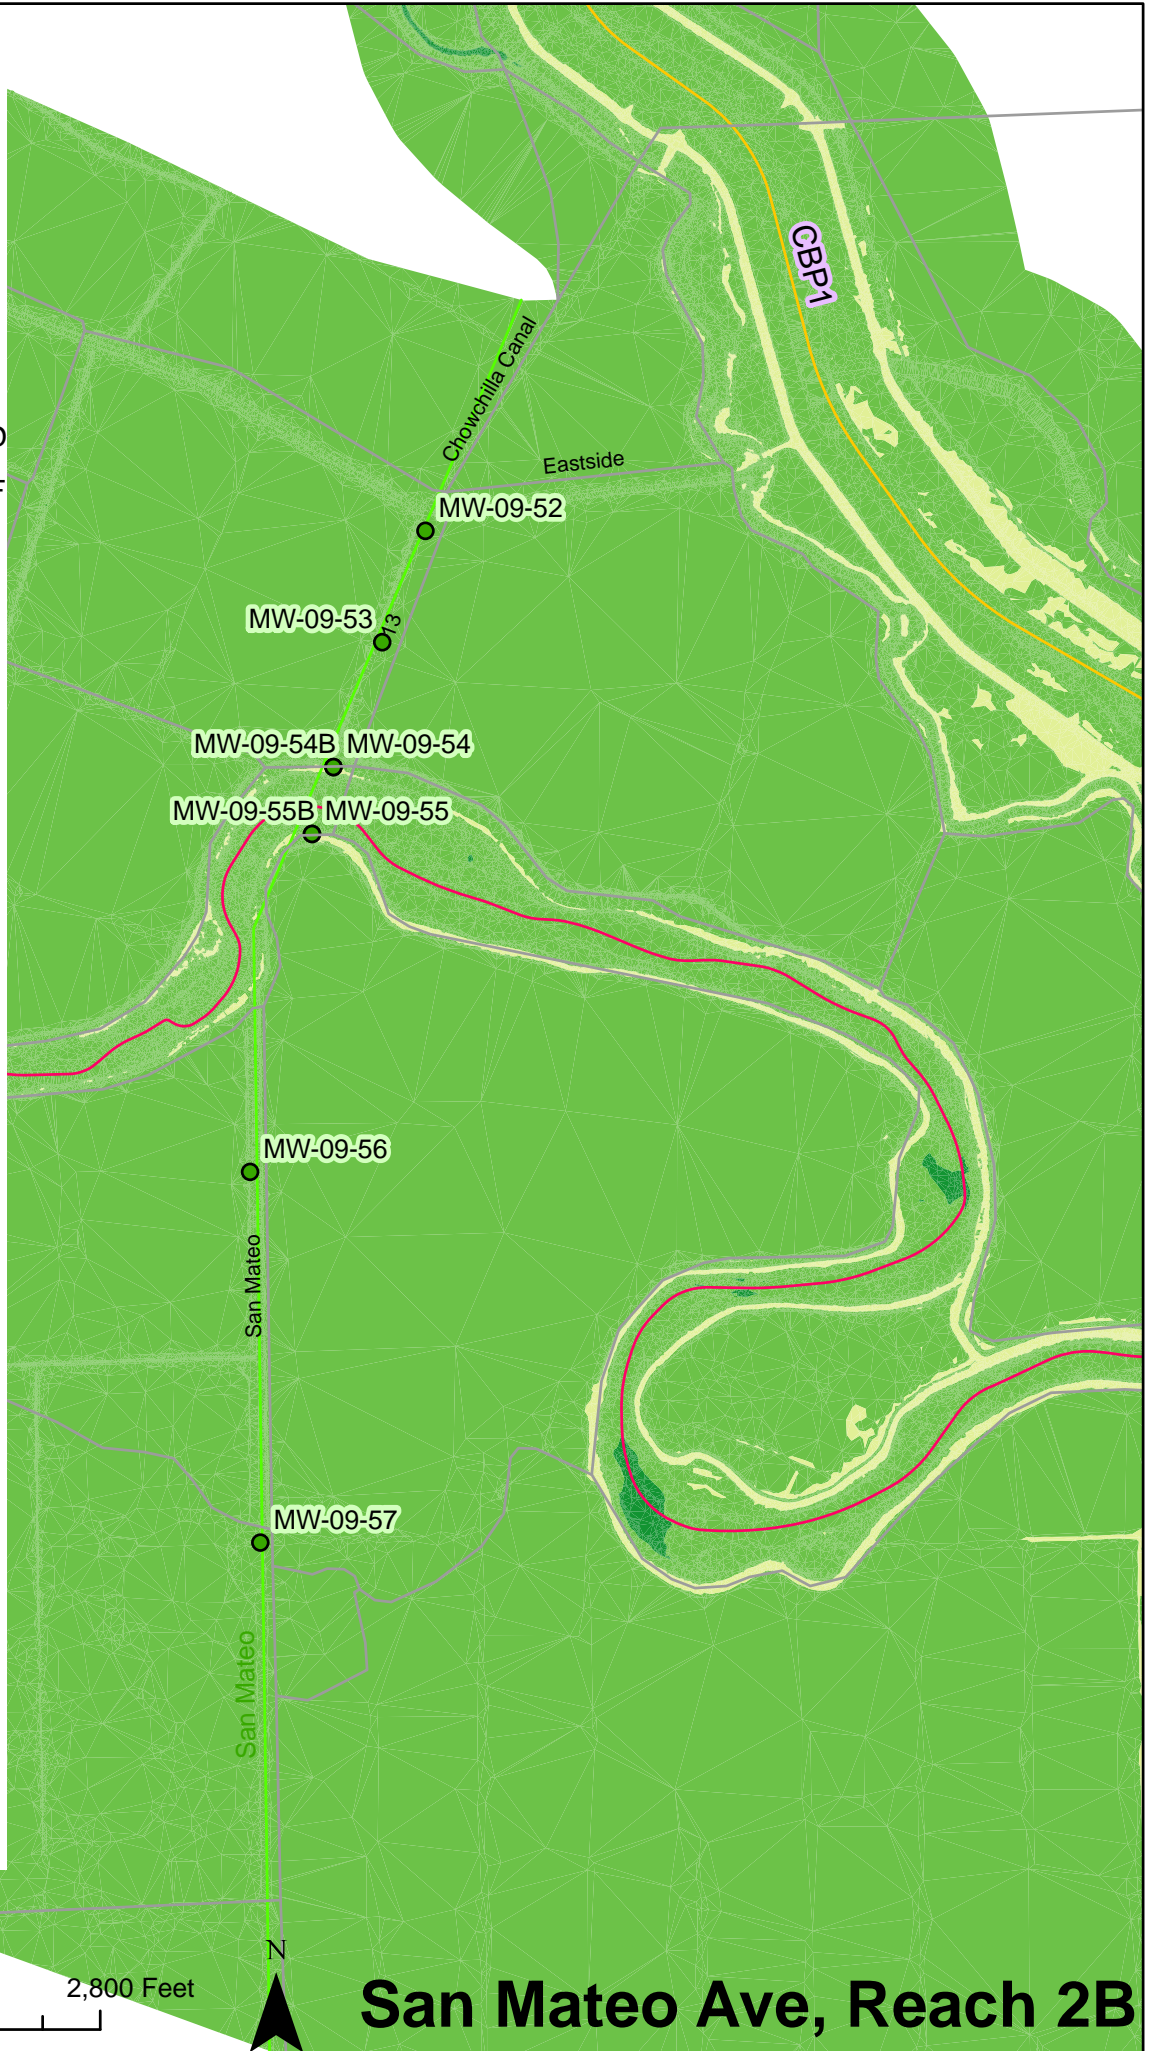 CBP1
Chowchilla Canal
Eastside
MW-09-52
MW-09-53
13
MW-09-54B MW-09-54
MW-09-55B MW-09-55
MW-09-56
San Mateo
MW-09-57
San Mateo
N
2,800 Feet
San Mateo Ave, Reach 2B